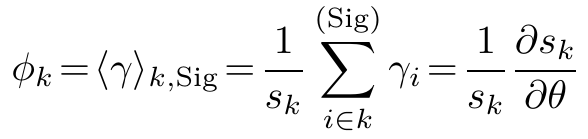 $\phi_k = \langle \gamma \rangle_{k,\mathrm{Sig}} = \frac{1}{s_k} \sum_{i \in k}^{(\mathrm{Sig})} \gamma_i = \frac{1}{s_k} \frac{\partial s_k}{\partial \theta}$